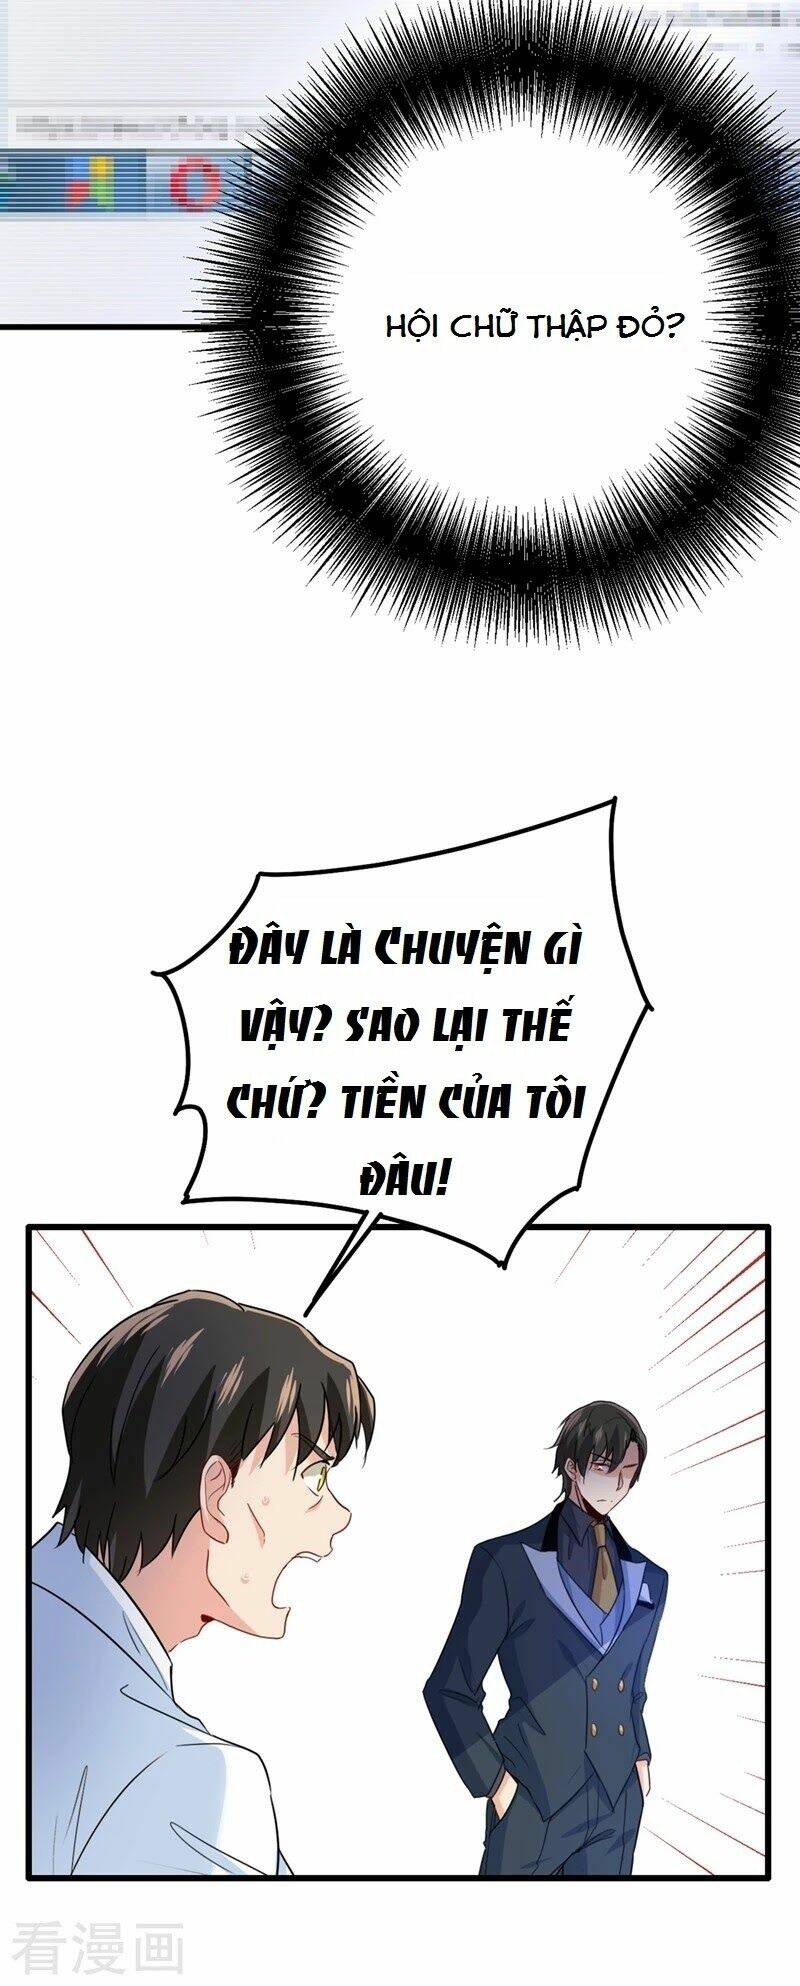 HỘI CHỮ THẬP ĐỎ?
ĐÂY LÀ CHUYỆN GÌ
VẬY? SAO LẠI THẾ
CHỨ? TIỀN CỦA TÔI
ĐÂU!
看漫画